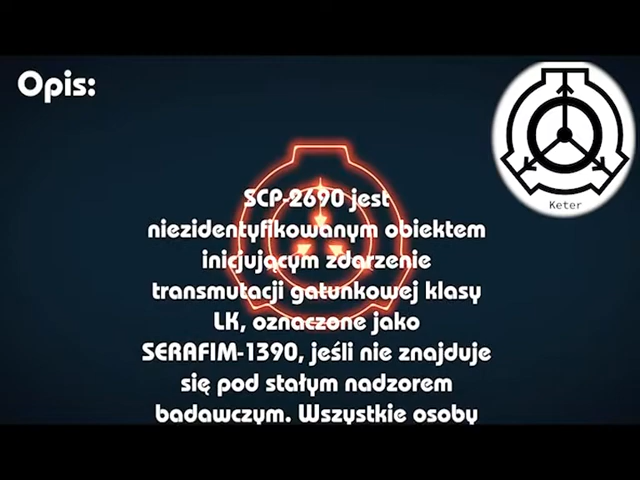 Opis:
Keter
SCP-2690 jest
niezidentyfikowanym obiektem
inicjującym zdarzenie
transmutacji gatunkowej klasy
LK, oznaczone jako
SERAFIM-1390, jeśli nie znajduje
się pod stałym nadzorem
badawczym. Wszystkie osoby